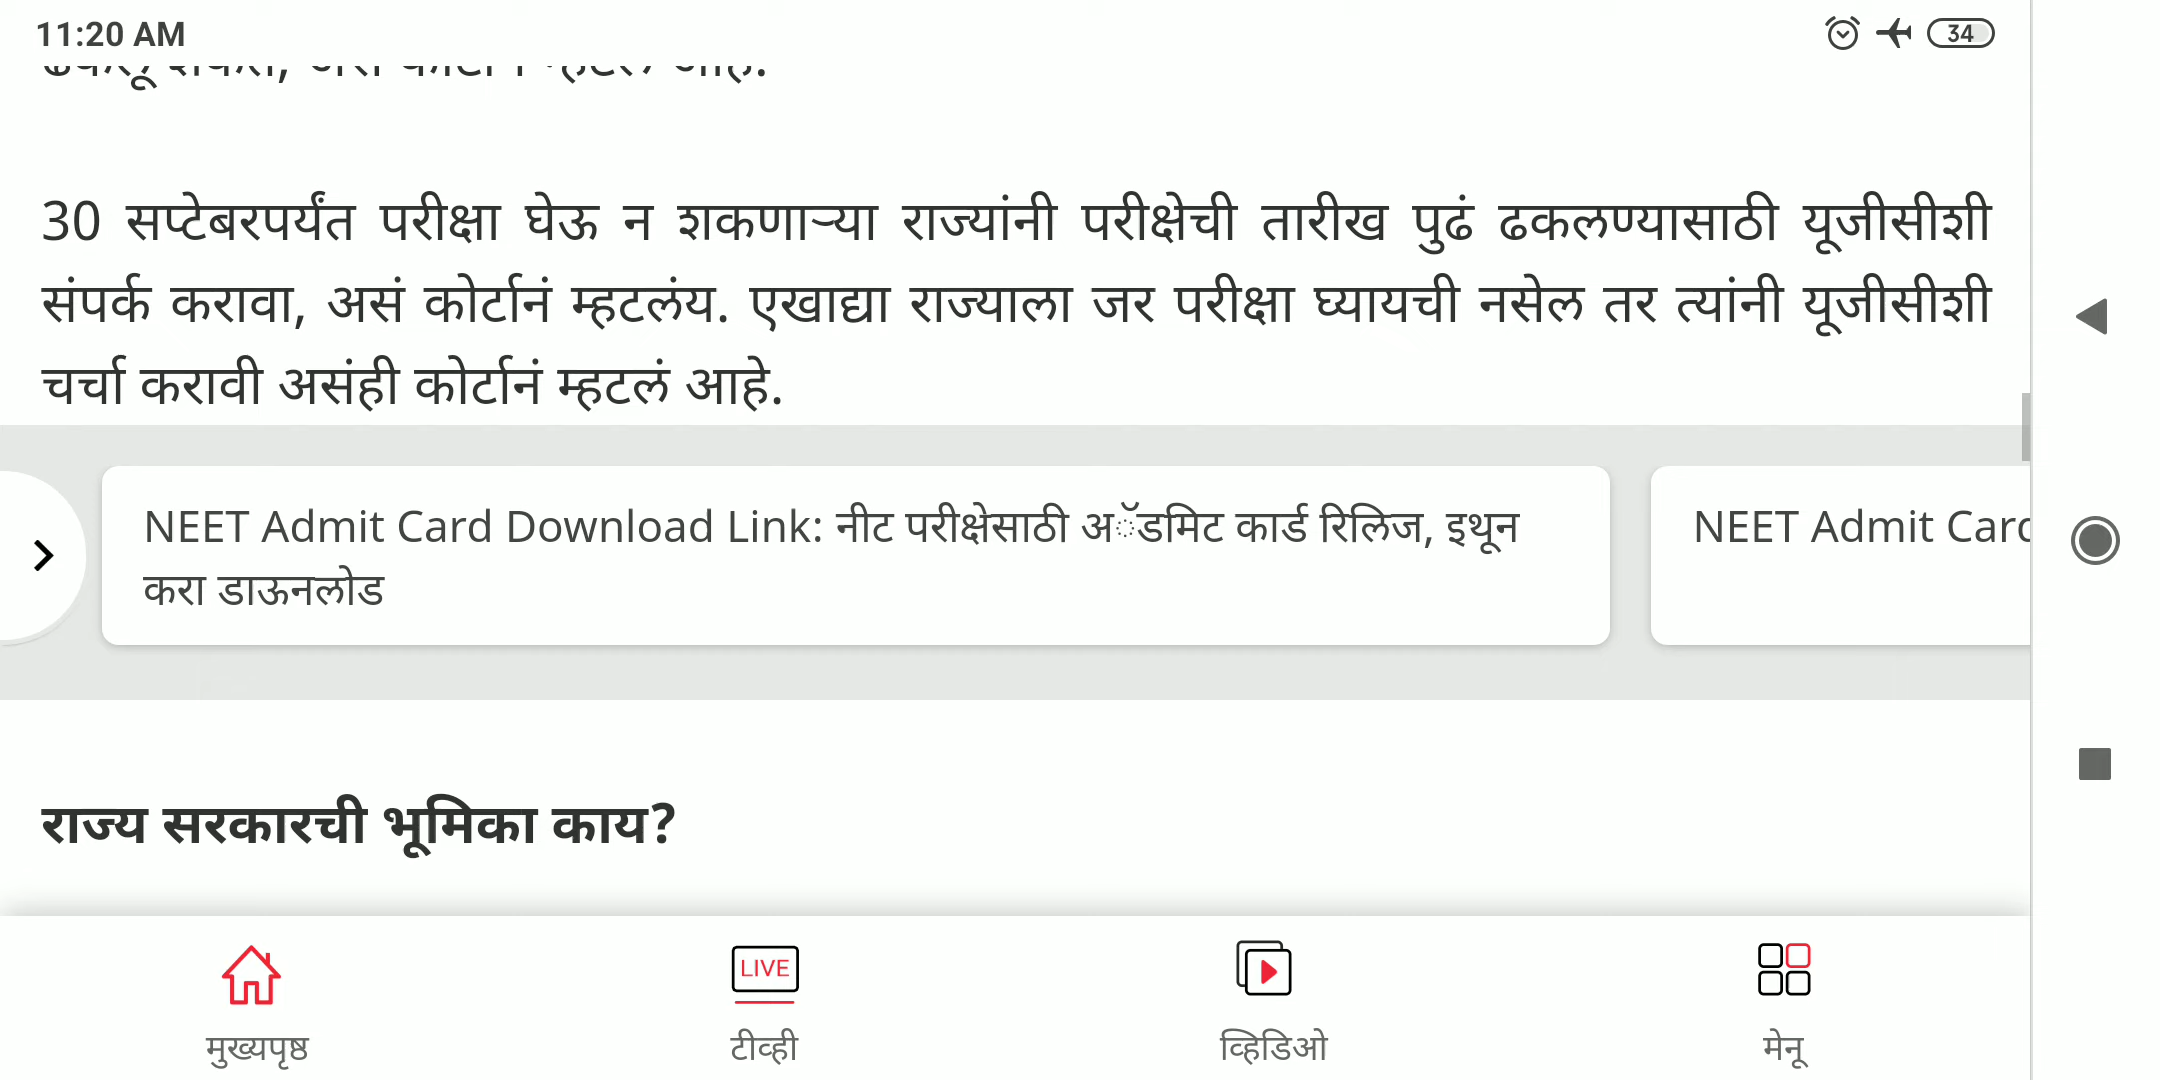 11:20 AM
34
30 सप्टेबरपर्यंत परीक्षा घेऊ न शकणाऱ्या राज्यांनी परीक्षेची तारीख पुढं ढकलण्यासाठी यूजीसीशी
संपर्क करावा, असं कोर्टानं म्हटलंय. एखाद्या राज्याला जर परीक्षा घ्यायची नसेल तर त्यांनी यूजीसीशी
चर्चा करावी असंही कोर्टानं म्हटलं आहे.
NEET Admit Card Download Link: नीट परीक्षेसाठी अॅडमिट कार्ड रिलिज, इथून
करा डाऊनलोड
NEET Admit Card
राज्य सरकारची भूमिका काय?
LIVE
मुख्यपृष्ठ टीव्ही व्हिडिओ मेनू